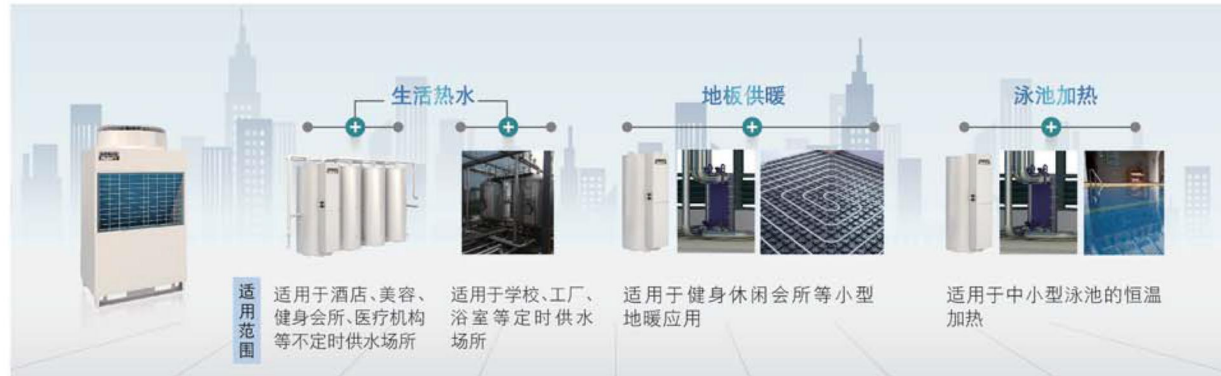 生活热水
地板供暖
泳池加热
适用范围
适用于酒店、美容、
健身会所、医疗机构
等不定时供水场所
适用于学校、工厂、
浴室等定时供水
场所
适用于健身休闲会所等小型
地暖应用
适用于中小型泳池的恒温
加热